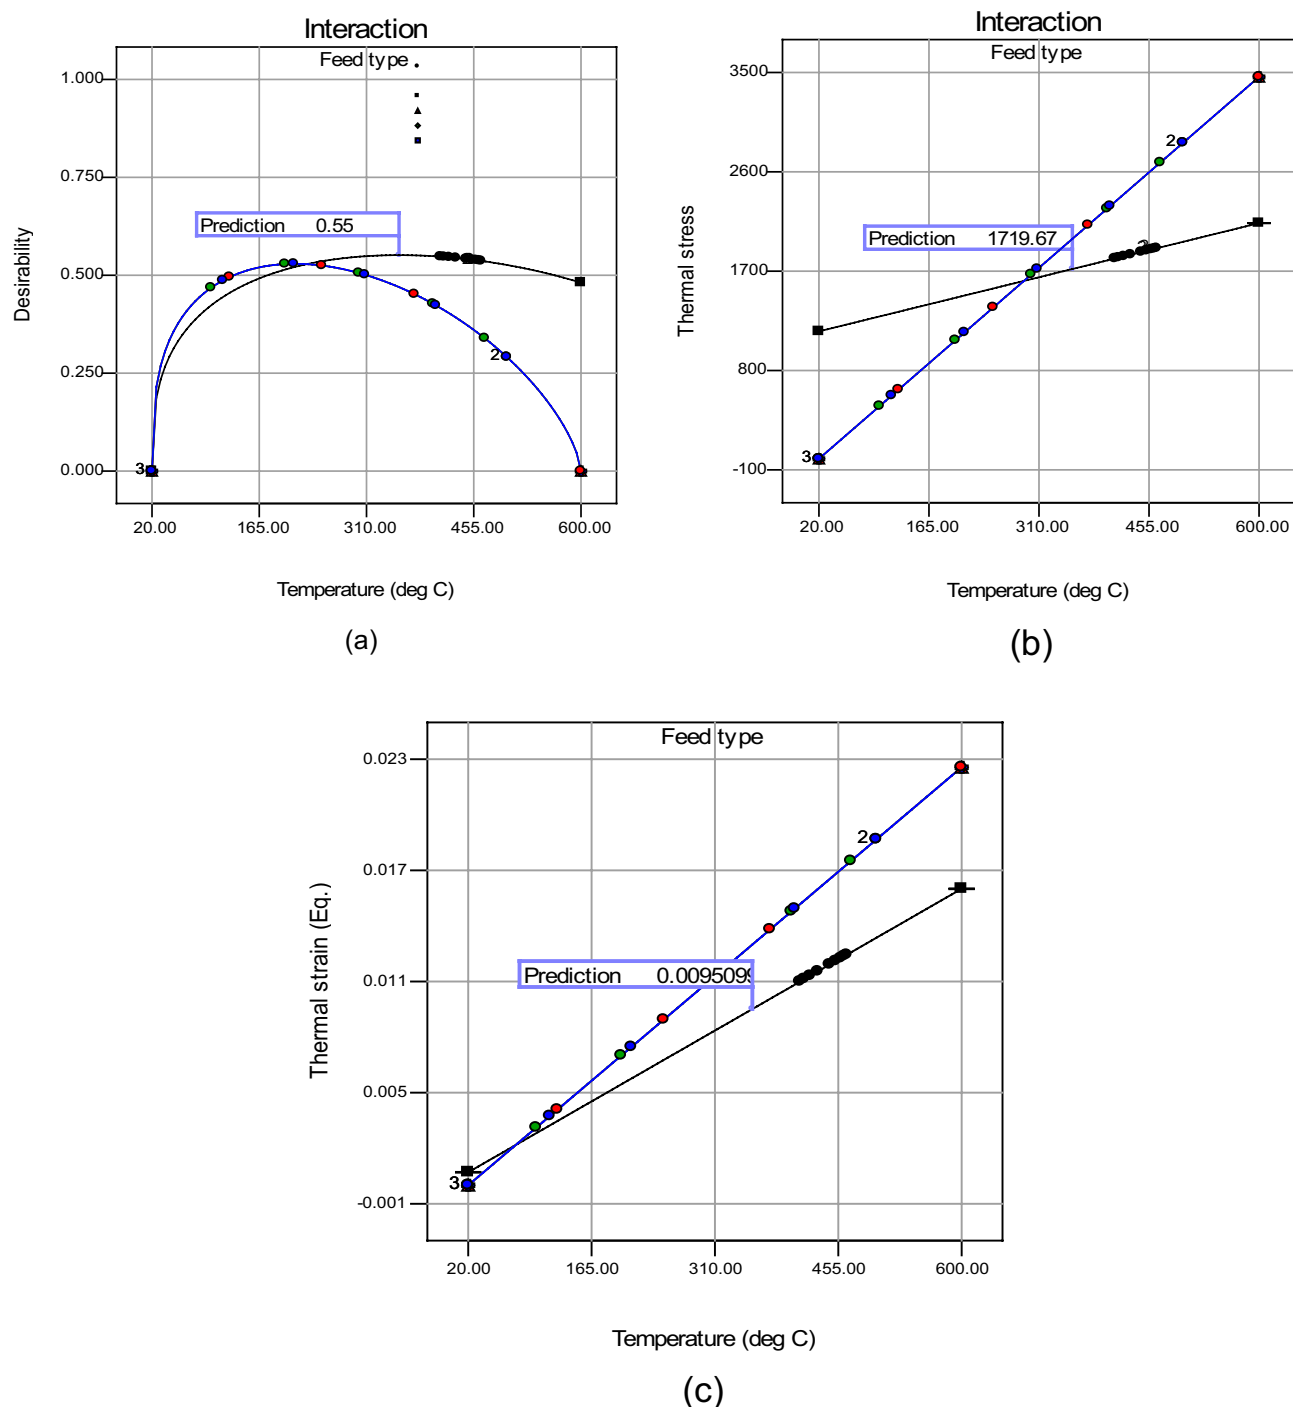 Interaction
Feed type
1.000
0.750
Prediction 0.55
0.500
0.250
2
0.000
3
20.00 165.00 310.00 455.00 600.00
Desirability
Temperature (deg C)
(a)
Interaction
Feed type
3500
2
2600
Prediction 1719.67
2
1700
800
3
-100
20.00 165.00 310.00 455.00 600.00
Thermal stress
Temperature (deg C)
(b)
Feed type
0.023
2
0.017
Prediction 0.009509
0.011
0.005
3
-0.001
20.00 165.00 310.00 455.00 600.00
Thermal strain (Eq.)
Temperature (deg C)
(c)